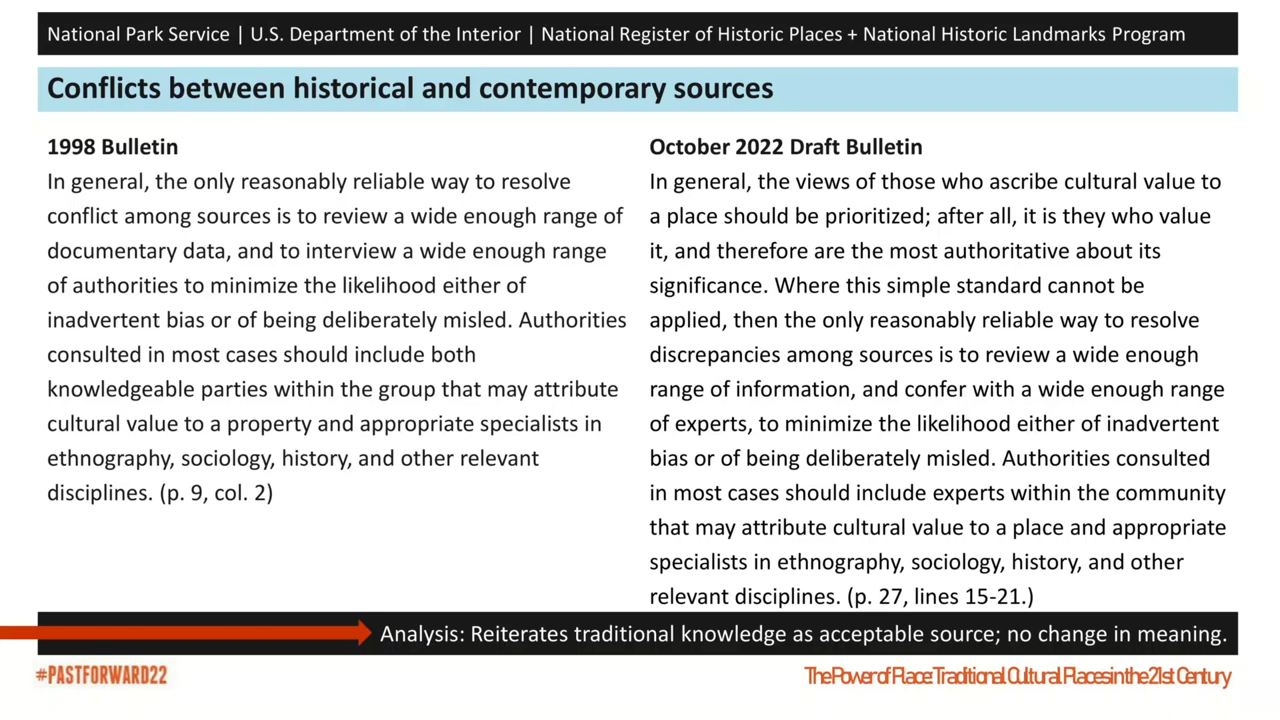 National Park Service | U.S. Department of the Interior | National Register of Historic Places + National Historic Landmarks Program
Conflicts between historical and contemporary sources
1998 Bulletin
In general, the only reasonably reliable way to resolve
conflict among sources is to review a wide enough range of
documentary data, and to interview a wide enough range
of authorities to minimize the likelihood either of
inadvertent bias or of being deliberately misled. Authorities
consulted in most cases should include both
knowledgeable parties within the group that may attribute
cultural value to a property and appropriate specialists in
ethnography, sociology, history, and other relevant
disciplines. (p. 9, col. 2)
October 2022 Draft Bulletin
In general, the views of those who ascribe cultural value to
a place should be prioritized; after all, it is they who value
it, and therefore are the most authoritative about its
significance. Where this simple standard cannot be
applied, then the only reasonably reliable way to resolve
discrepancies among sources is to review a wide enough
range of information, and confer with a wide enough range
of experts, to minimize the likelihood either of inadvertent
bias or of being deliberately misled. Authorities consulted
in most cases should include experts within the community
that may attribute cultural value to a place and appropriate
specialists in ethnography, sociology, history, and other
relevant disciplines. (p. 27, lines 15-21.)
Analysis: Reiterates traditional knowledge as acceptable source; no change in meaning.
#PASTFORWARD22
The Power of Place: Traditional Cultural Places in the 21st Century